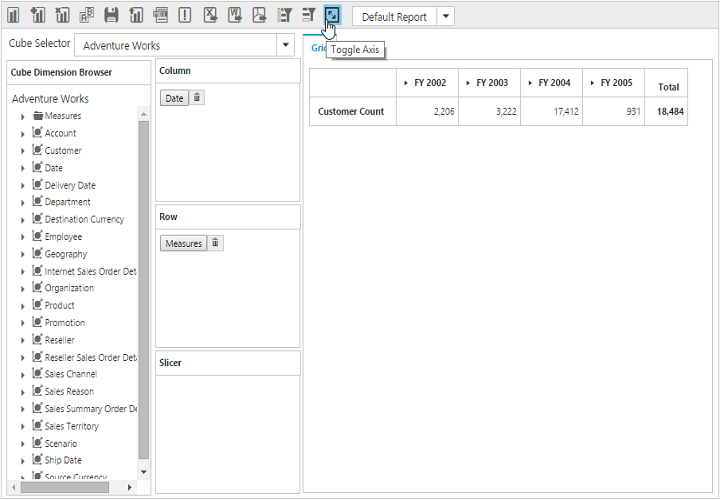 Default Report
Cube Selector
Adventure Works
Grid
Toggle Axis
Cube Dimension Browser
Adventure Works
Measures
Account
Customer
Date
Delivery Date
Department
Destination Currency
Employee
Geography
Internet Sales Order Deta
Organization
Product
Promotion
Reseller
Reseller Sales Order Deta
Sales Channel
Sales Reason
Sales Summary Order De
Sales Territory
Scenario
Ship Date
Source Currency
Column
Date
Row
Measures
Slicer
FY 2002 FY 2003 FY 2004 FY 2005 Total
Customer Count 2,206 3,222 17,412 931 18,484